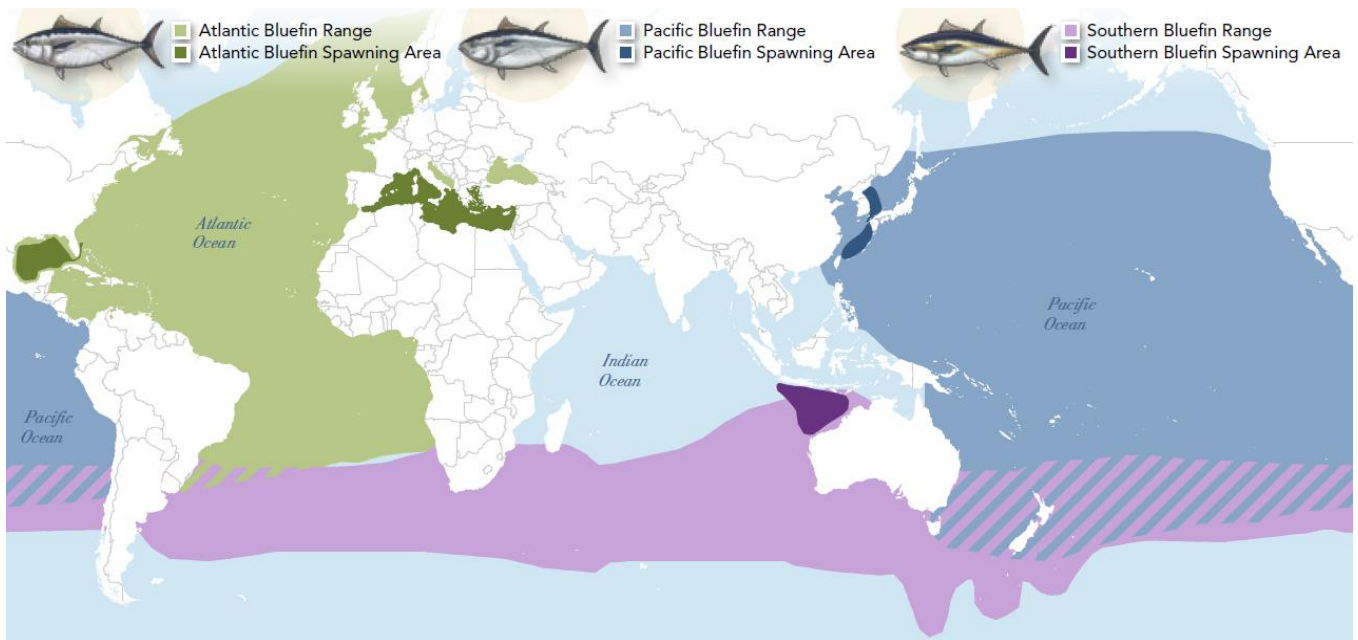 Atlantic Bluefin Range
Atlantic Bluefin Spawning Area
Pacific Bluefin Range
Pacific Bluefin Spawning Area
Southern Bluefin Range
Southern Bluefin Spawning Area
Atlantic
Ocean
Pacific
Ocean
Indian
Ocean
Pacific
Ocean